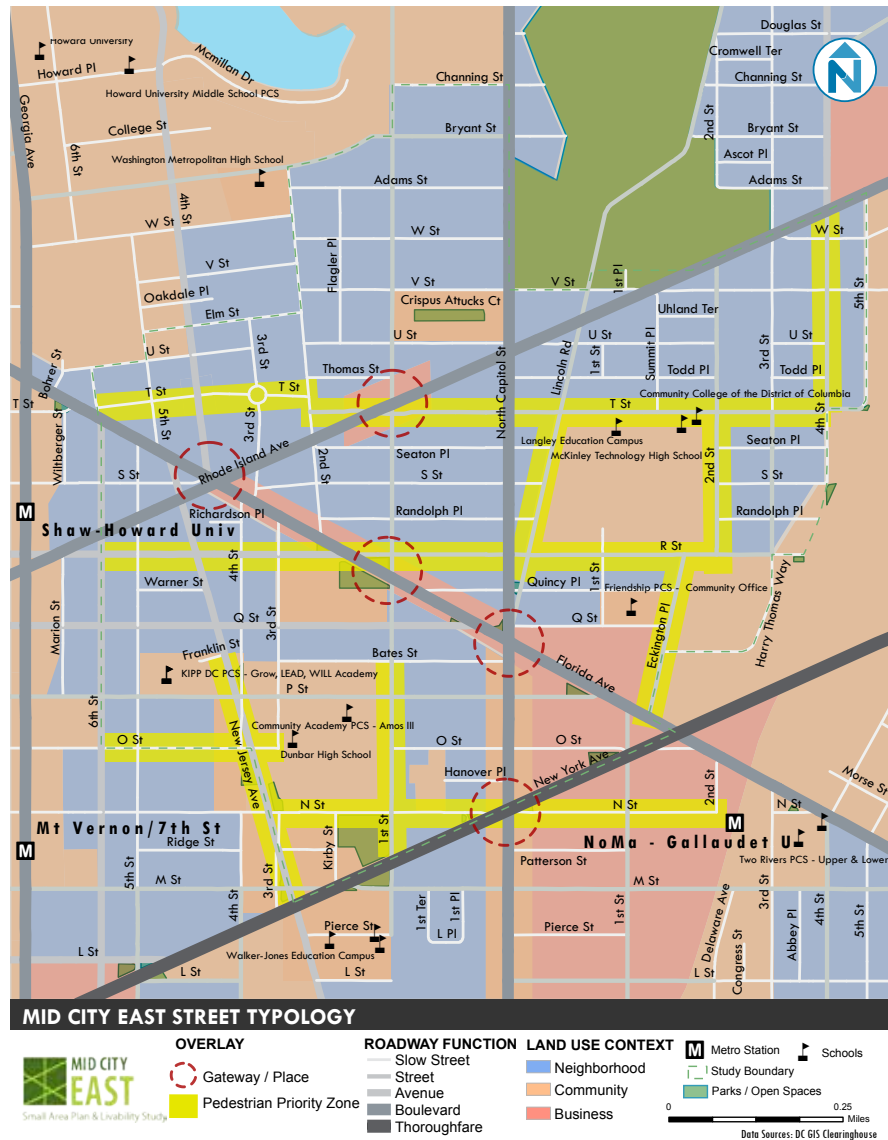 Douglas St
Howard University
Cromwell Ter
N
Howard Pl
Mcmillan Dr
Channing St
Channing St
Howard University Middle School PCS
Georgia Ave
2nd St
College St
Bryant St
Bryant St
6th St
Washington Metropolitan High School
Ascot Pl
Adams St
Adams St
4th St
W St
W St
W St
Flagler Pl
V St
V St
V St
1st Pl
5th St
Oakdale Pl
Crispus Attucks Ct
Elm St
Uhland Ter
3rd St
U St
U St
U St
U St
Lincoln Rd
1st St
Summit Pl
3rd St
North Capitol St
Bohrer St
Thomas St
Todd Pl
Todd Pl
T St
T St
T St
T St
Community College of the District of Columbia
5th St
3rd St
4th St
Wiltberger St
Langley Education Campus
Rhode Island Ave
2nd St
Seaton Pl
McKinley Technology High School
2nd St
Seaton Pl
S St
S St
S St
Richardson Pl
Randolph Pl
Randolph Pl
M
Shaw-Howard Univ
R St
4th St
1st St
Harry Thomas Way
Warner St
Quincy Pl
Friendship PCS - Community Office
Marion St
Q St
3rd St
Q St
Eckington Pl
Franklin St
Bates St
Florida Ave
KIPP DC PCS - Grow, LEAD, WILL Academy
P St
6th St
New Jersey Ave
Community Academy PCS - Amos III
O St
O St
O St
Dunbar High School
New York Ave
Hanover Pl
2nd St
Morse St
N St
N St
N St
Mt Vernon/7th St
M
NoMa - Gallaudet U
Ridge St
Kirby St
1st St
Patterson St
Two Rivers PCS - Upper & Lower
M
5th St
M St
M St
4th St
3rd St
1st Ter
1st Pl
1st St
Delaware Ave
3rd St
Abbey Pl
4th St
5th St
Pierce St
L Pl
Pierce St
Congress St
L St
Walker-Jones Education Campus
L St
L St
L St
MID CITY EAST STREET TYPOLOGY
MID CITY
EAST
Small Area Plan & Livability Study
OVERLAY
Gateway / Place
Pedestrian Priority Zone
ROADWAY FUNCTION
Slow Street
Street
Avenue
Boulevard
Thoroughfare
LAND USE CONTEXT
Neighborhood
Community
Business
M Metro Station
Schools
Study Boundary
Parks / Open Spaces
0 0.25
Miles
Data Sources: DC GIS Clearinghouse